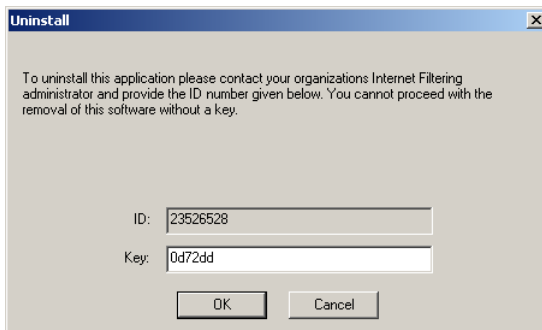 Uninstall
To uninstall this application please contact your organizations Internet Filtering
administrator and provide the ID number given below. You cannot proceed with the
removal of this software without a key.
ID: 23526528
Key: 0d72dd
OK Cancel